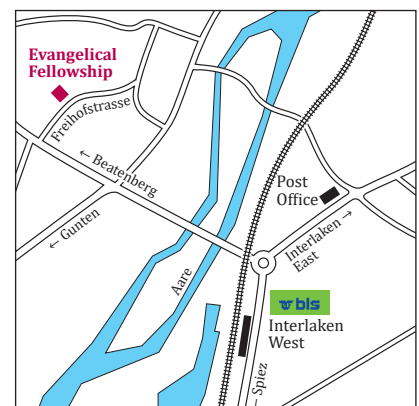 Evangelical
Fellowship
Freihofstrasse
← Beatenberg
← Gunten
Post
Office
Interlaken →
East
Aare
bls
Interlaken
West
← Spiez